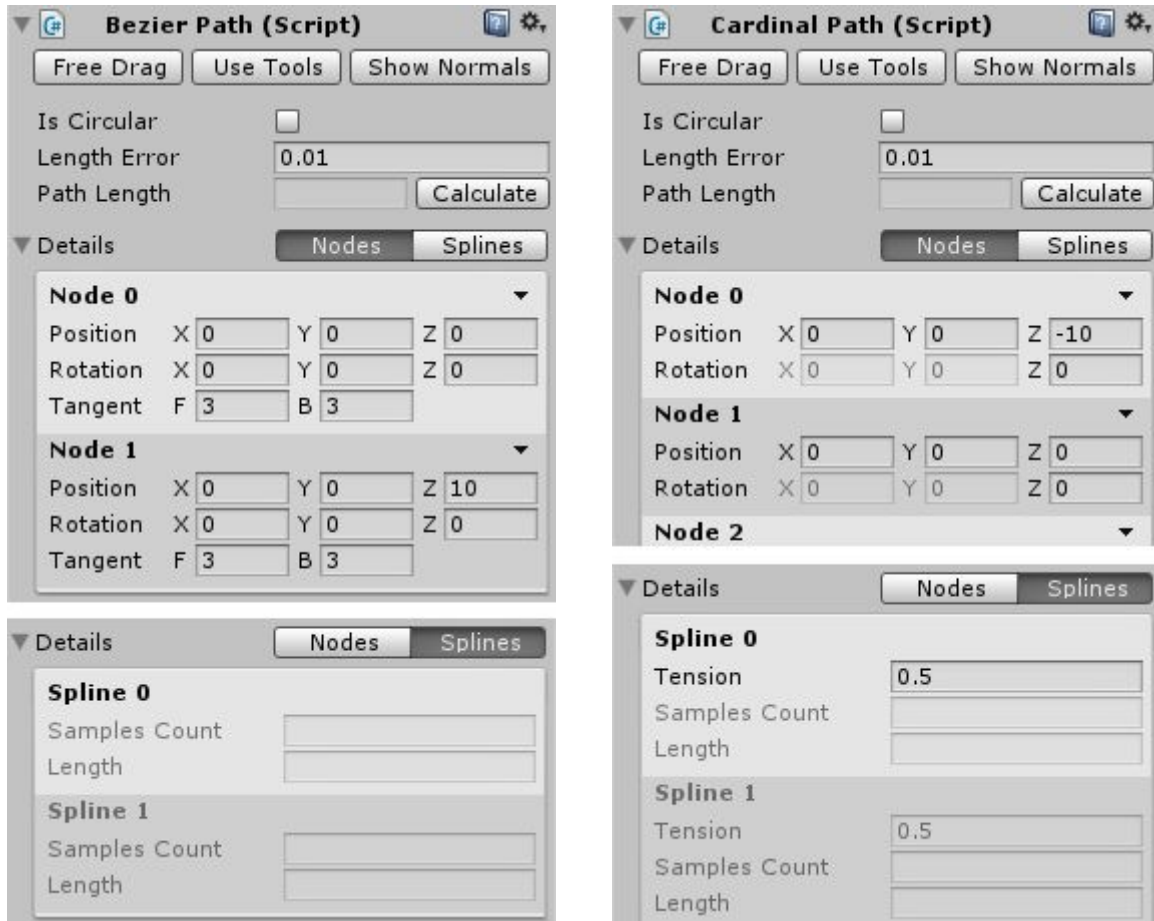 Bezier Path (Script)
Free Drag Use Tools Show Normals
Is Circular
Length Error 0.01
Path Length Calculate
Details Nodes Splines
Node 0
Position X 0 Y 0 Z 0
Rotation X 0 Y 0 Z 0
Tangent F 3 B 3
Node 1
Position X 0 Y 0 Z 10
Rotation X 0 Y 0 Z 0
Tangent F 3 B 3
Details Nodes Splines
Spline 0
Samples Count
Length
Spline 1
Samples Count
Length
Cardinal Path (Script)
Free Drag Use Tools Show Normals
Is Circular
Length Error 0.01
Path Length Calculate
Details Nodes Splines
Node 0
Position X 0 Y 0 Z -10
Rotation X 0 Y 0 Z 0
Node 1
Position X 0 Y 0 Z 0
Rotation X 0 Y 0 Z 0
Node 2
Details Nodes Splines
Spline 0
Tension 0.5
Samples Count
Length
Spline 1
Tension 0.5
Samples Count
Length